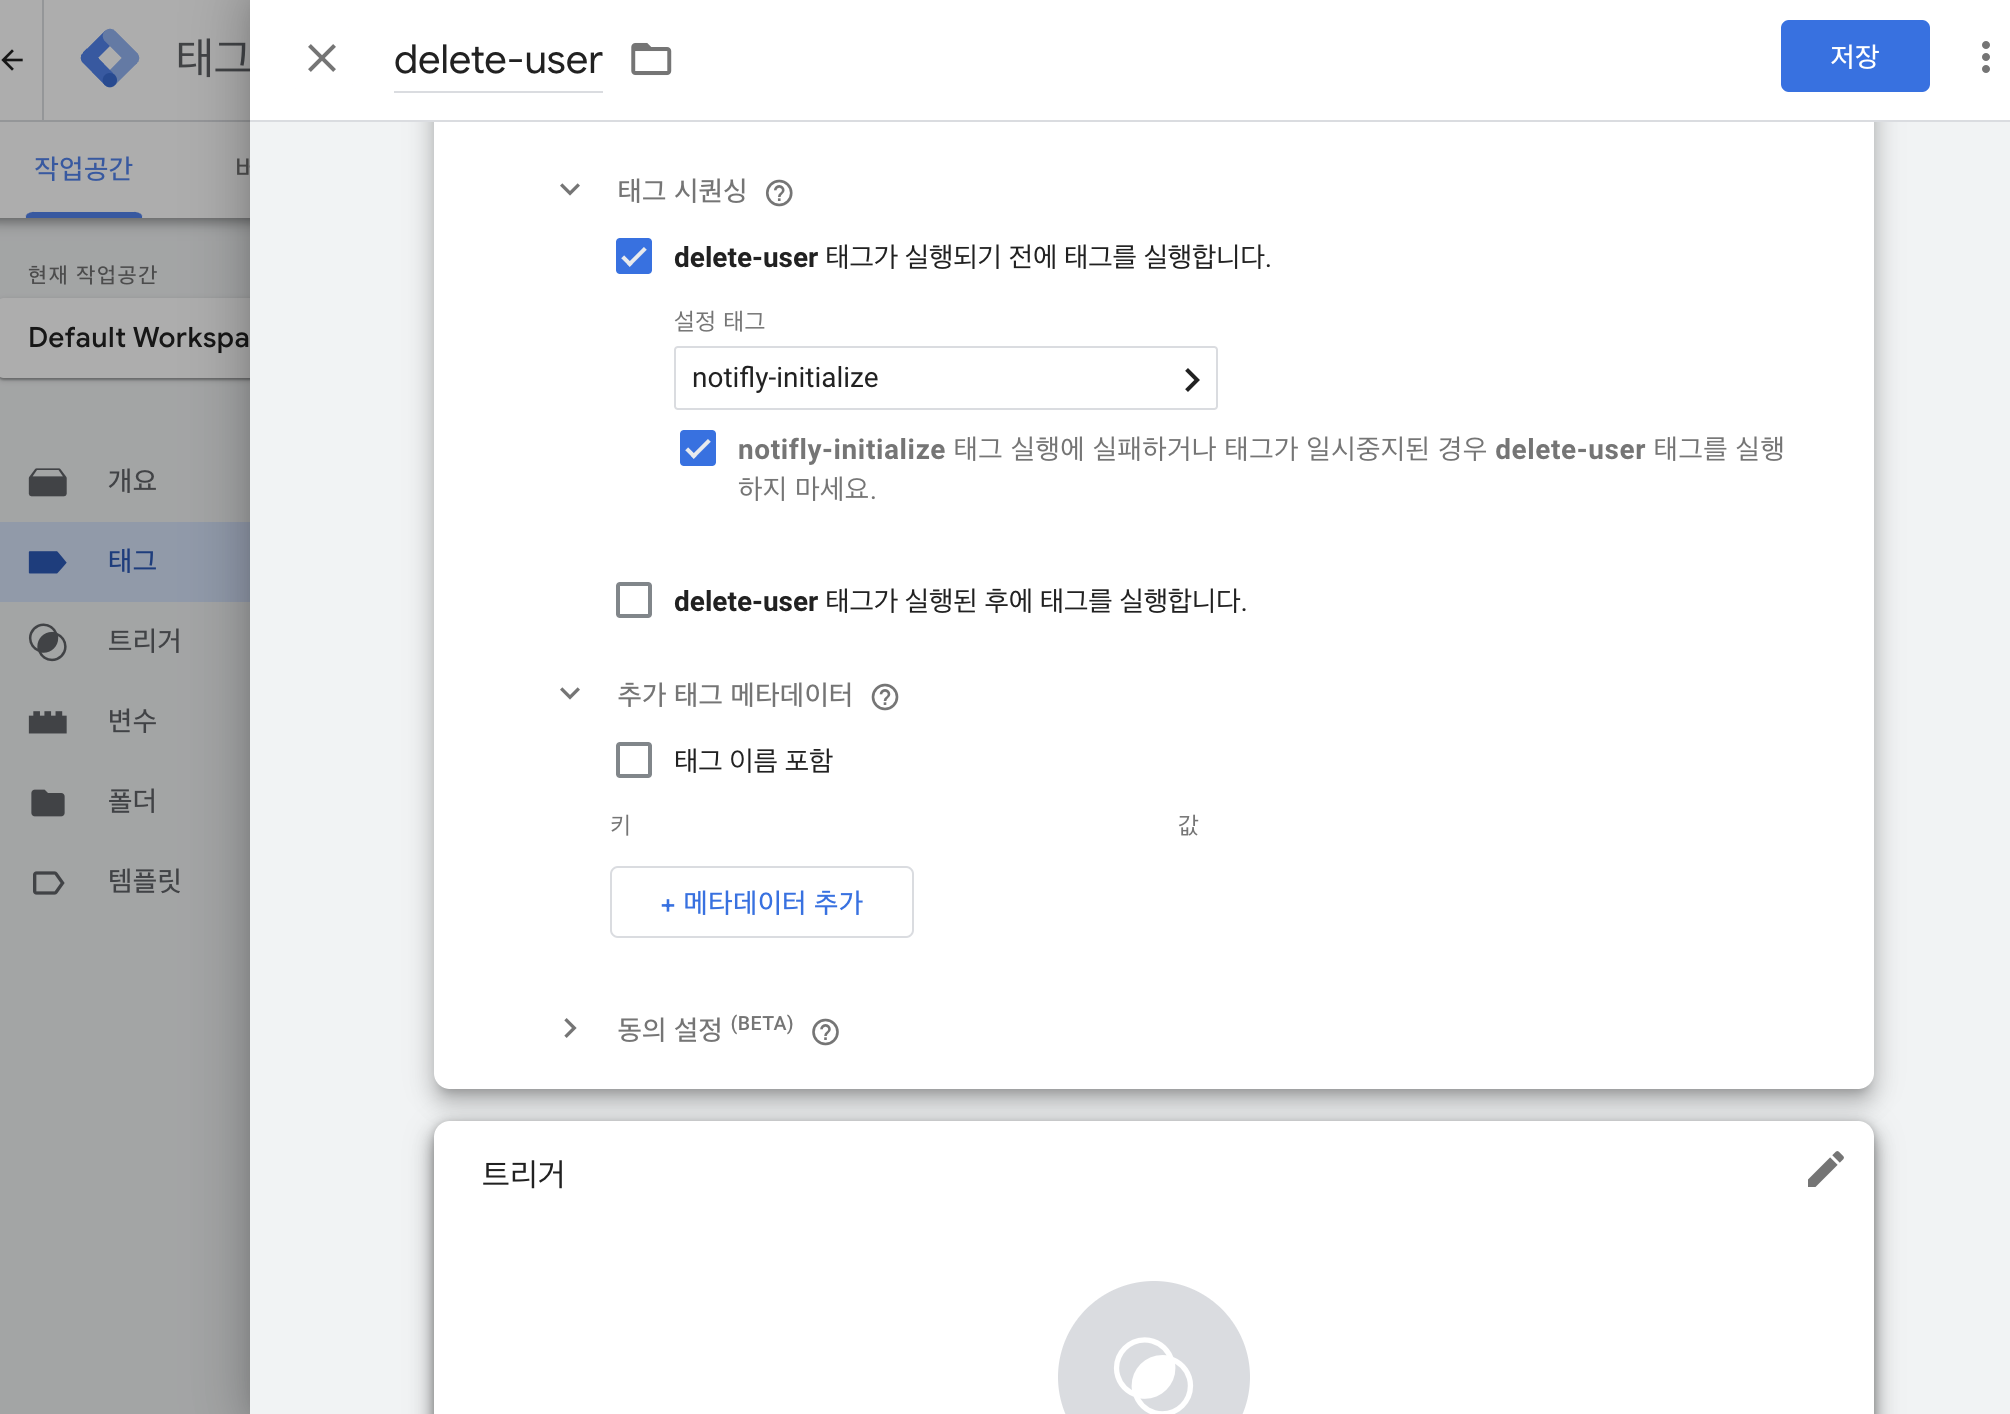 태그
delete-user
저장
작업공간
현재 작업공간
Default Workspa
개요
태그
트리거
변수
폴더
템플릿
태그 시퀀싱
delete-user 태그가 실행되기 전에 태그를 실행합니다.
설정 태그
notifly-initialize
notifly-initialize 태그 실행에 실패하거나 태그가 일시중지된 경우 delete-user 태그를 실행
하지 마세요.
delete-user 태그가 실행된 후에 태그를 실행합니다.
추가 태그 메타데이터
태그 이름 포함
키
값
+ 메타데이터 추가
동의 설정 (BETA)
트리거